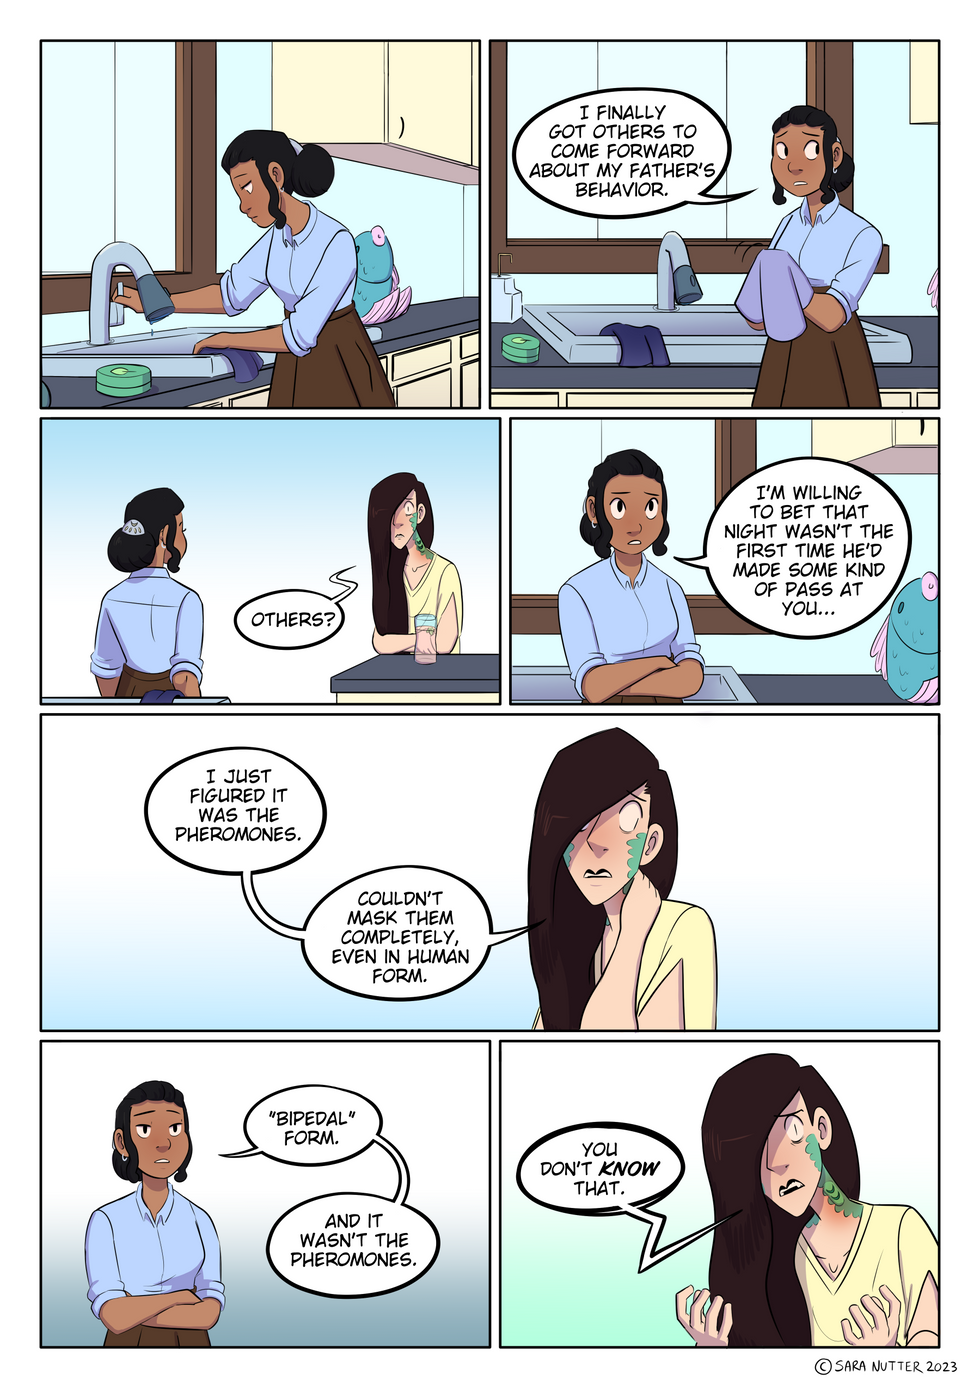 I FINALLY
GOT OTHERS TO
COME FORWARD
ABOUT MY FATHER'S
BEHAVIOR.
OTHERS?
I'M WILLING
TO BET THAT
NIGHT WASN'T THE
FIRST TIME HE'D
MADE SOME KIND
OF PASS AT
YOU...
I JUST
FIGURED IT
WAS THE
PHEROMONES.
COULDN'T
MASK THEM
COMPLETELY,
EVEN IN HUMAN
FORM.
"BIPEDAL"
FORM.
AND IT
WASN'T THE
PHEROMONES.
YOU
DON'T KNOW
THAT.
© SARA NUTTER 2023